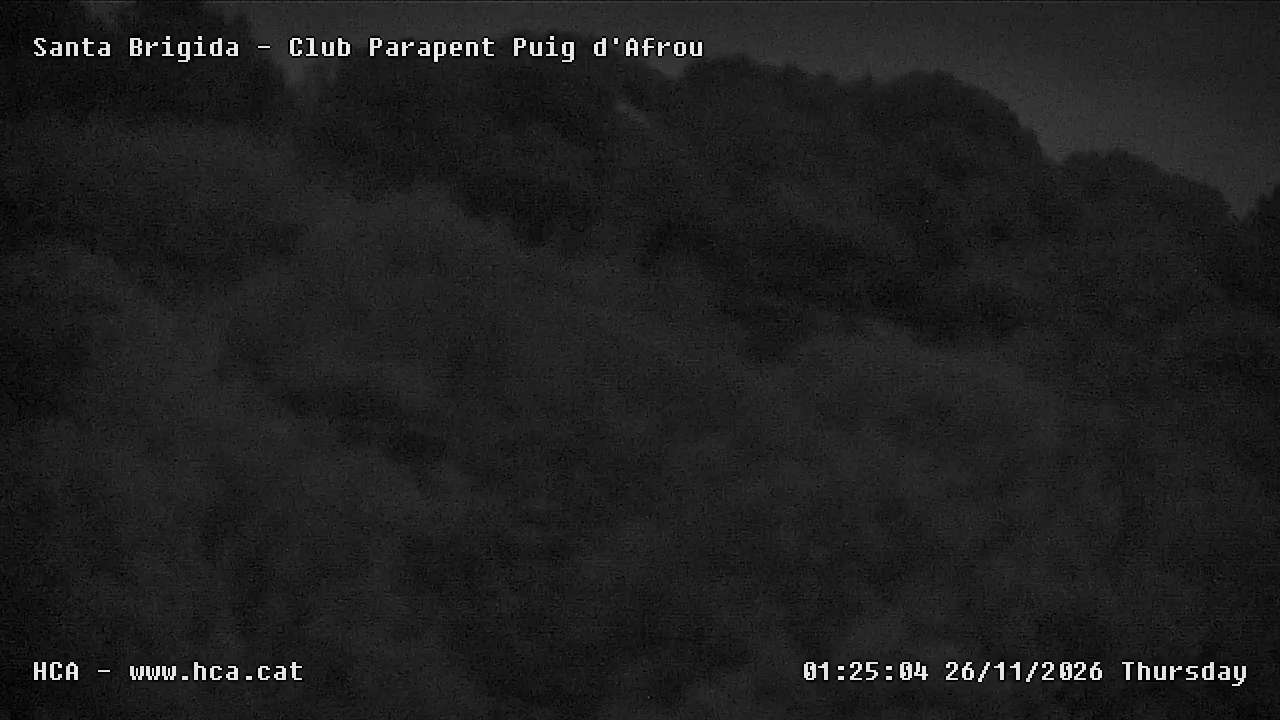 Santa Brigida - Club Parapent Puig d'Afrou
HCA - www.hca.cat
01:25:04 26/11/2026 Thursday